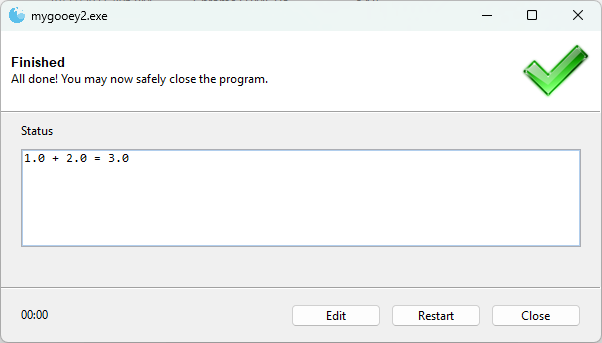 mygooey2.exe
Finished
All done! You may now safely close the program.
Status
1.0 + 2.0 = 3.0
00:00
Edit
Restart
Close